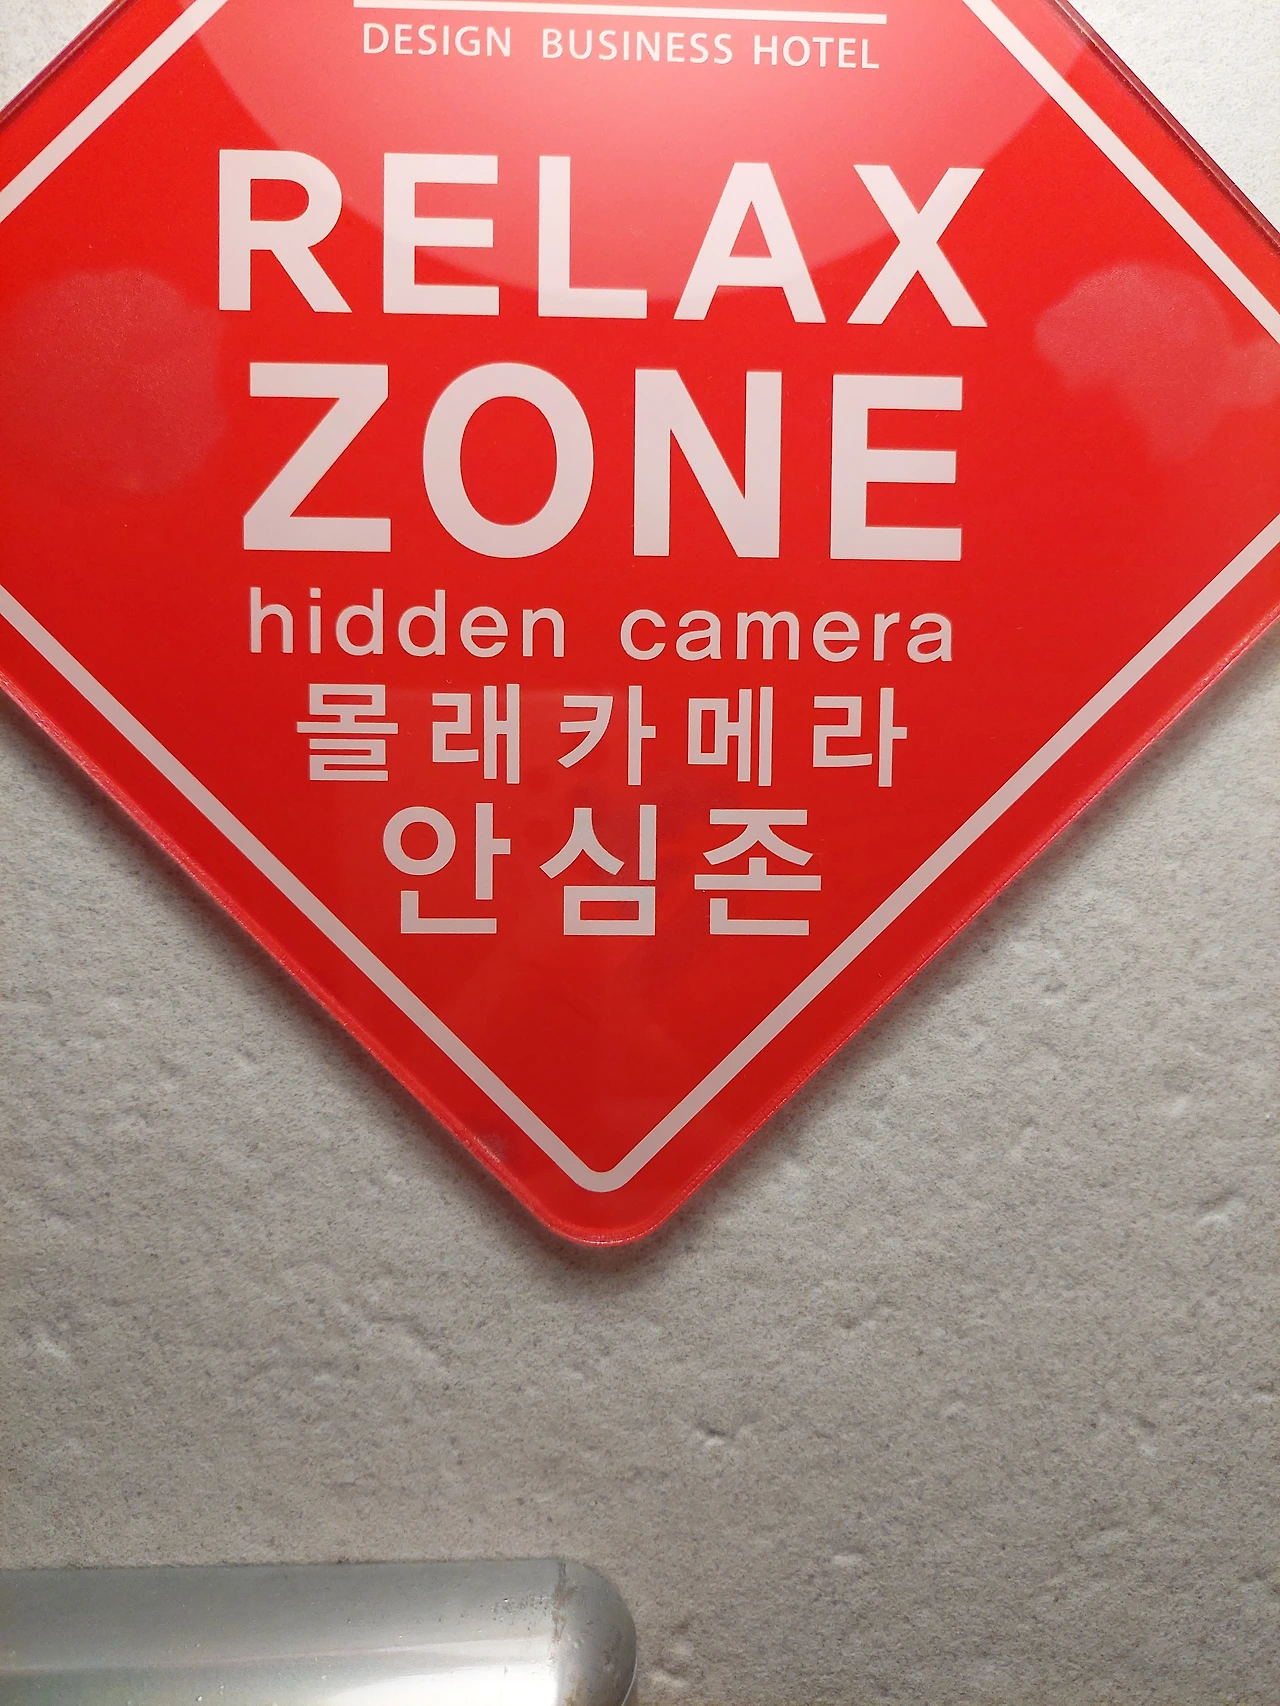 DESIGN BUSINESS HOTEL
RELAX
ZONE
hidden camera
몰래카메라
안심존